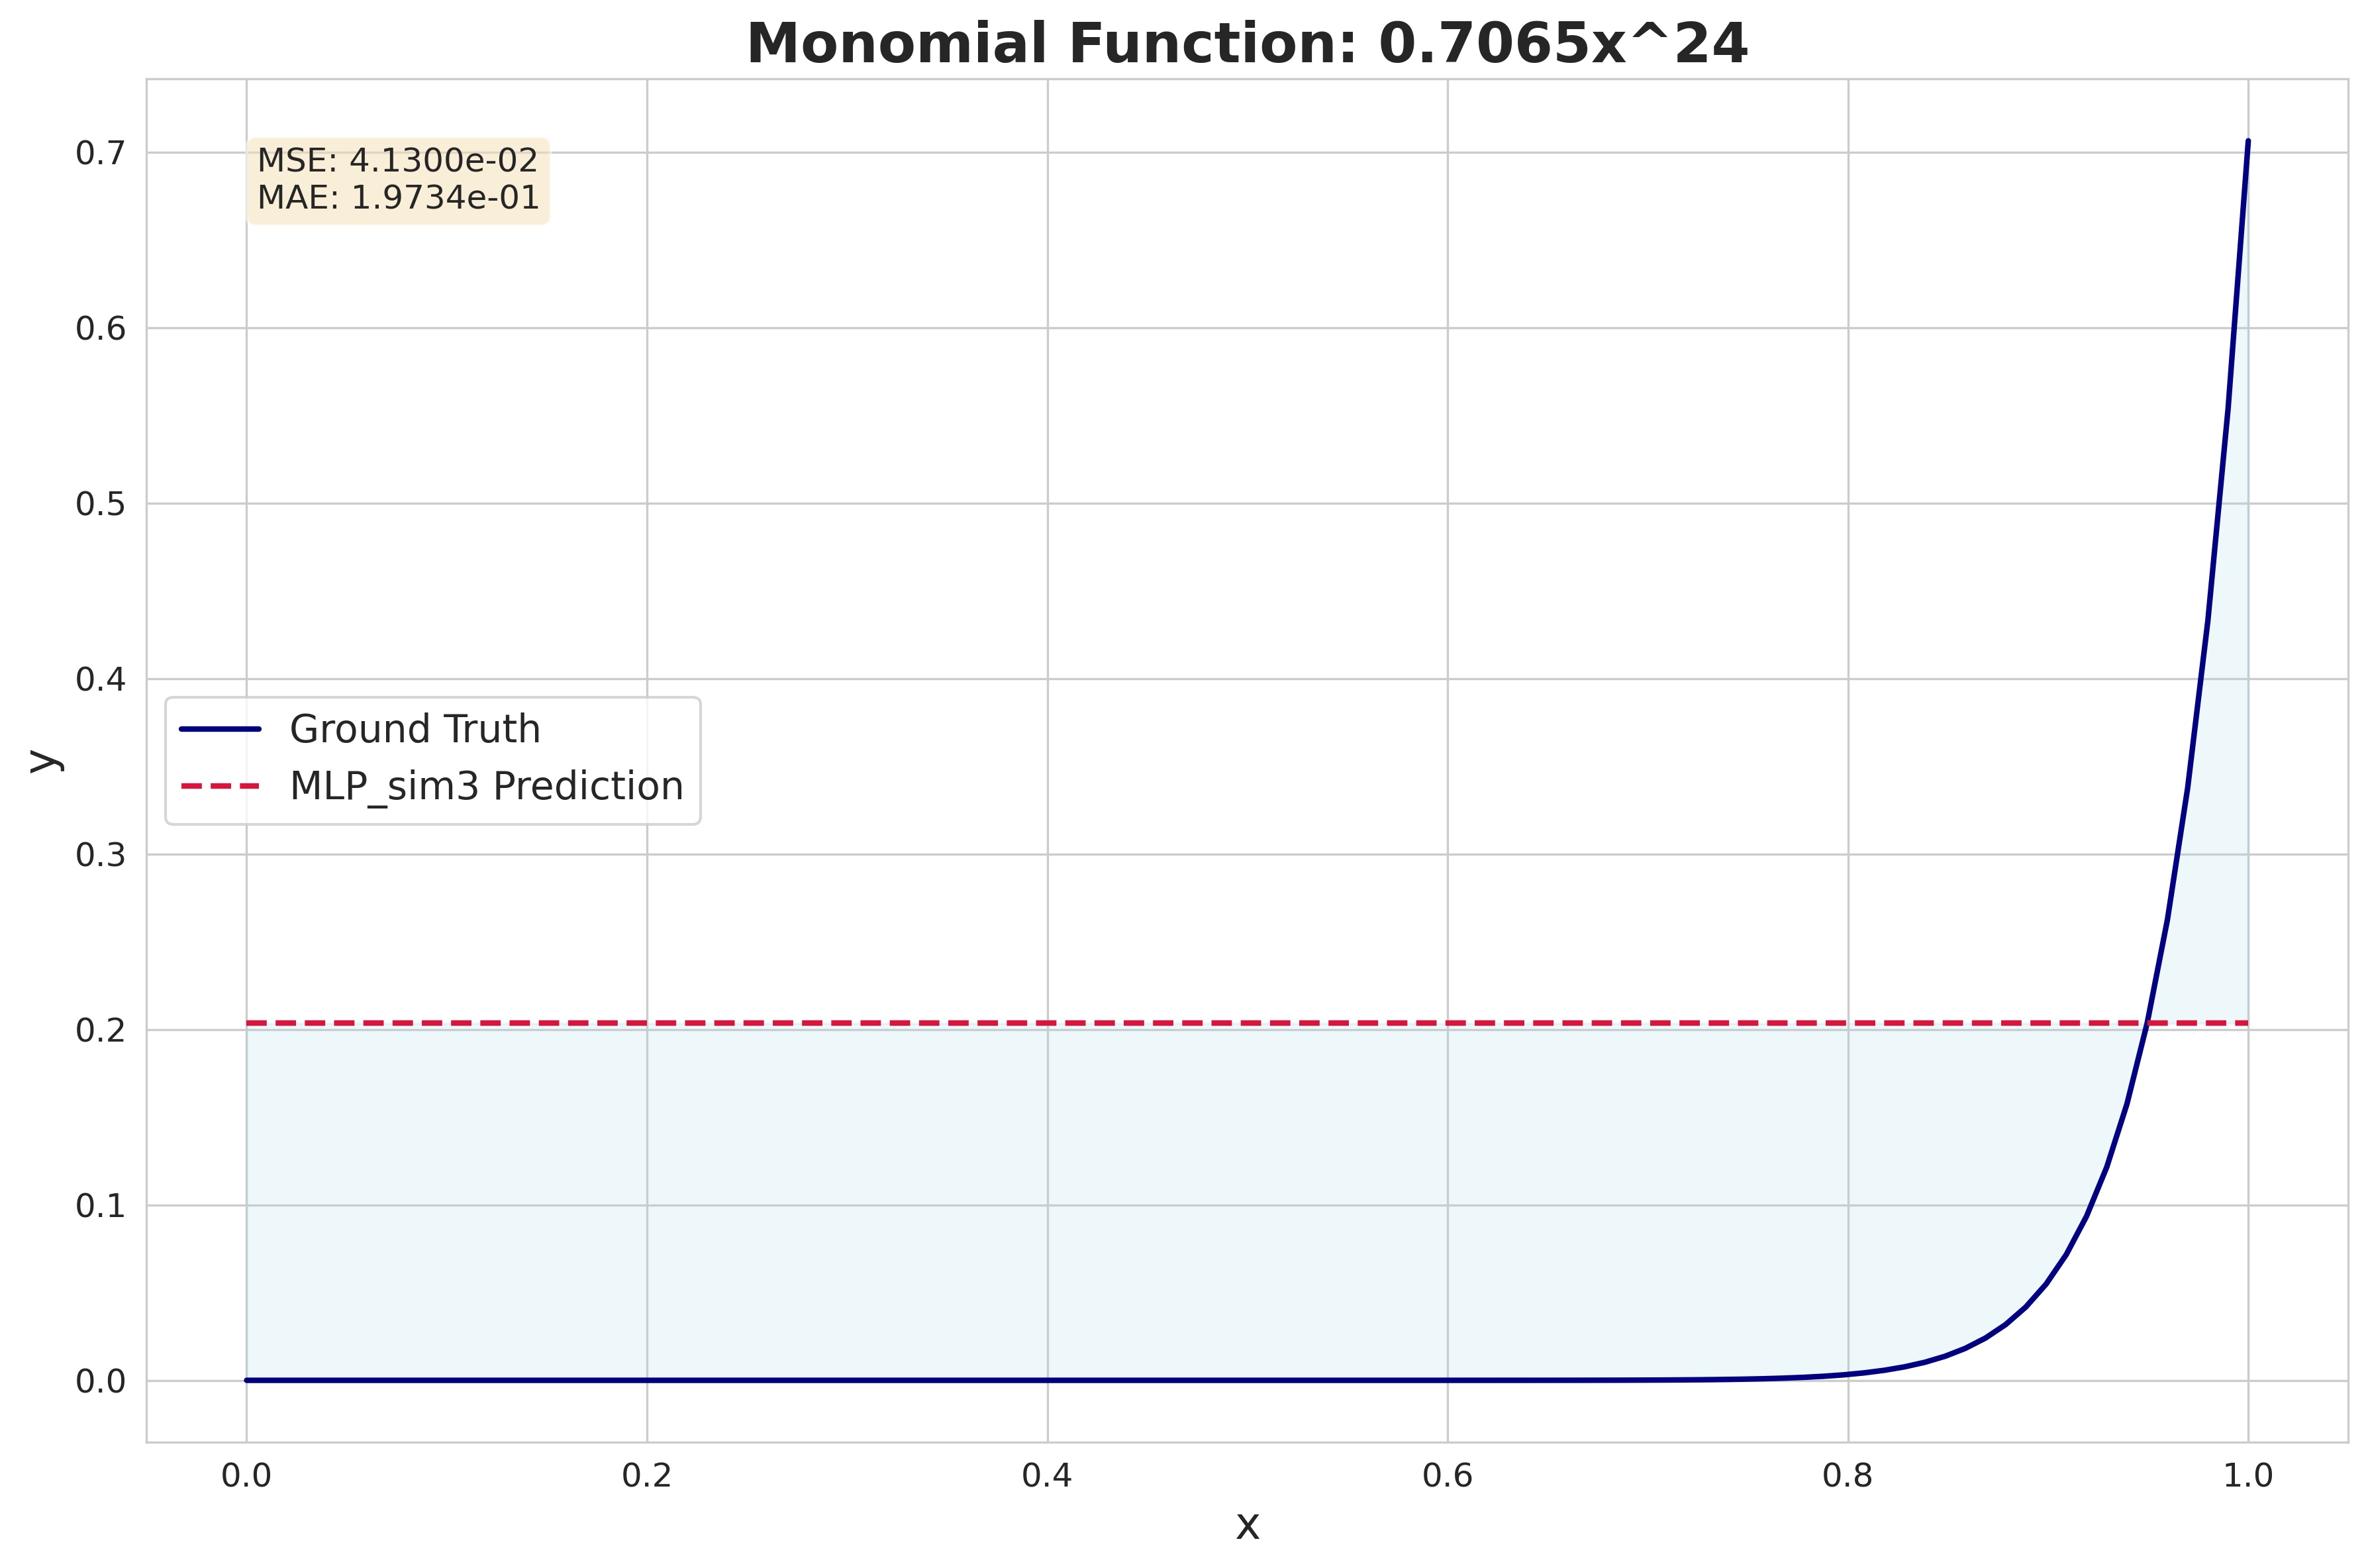 Monomial Function: 0.7065x^24
MSE: 4.1300e-02
MAE: 1.9734e-01
0.7
0.6
0.5
0.4
0.3
0.2
0.1
0.0
y
Ground Truth
MLP_sim3 Prediction
0.0 0.2 0.4 0.6 0.8 1.0
x